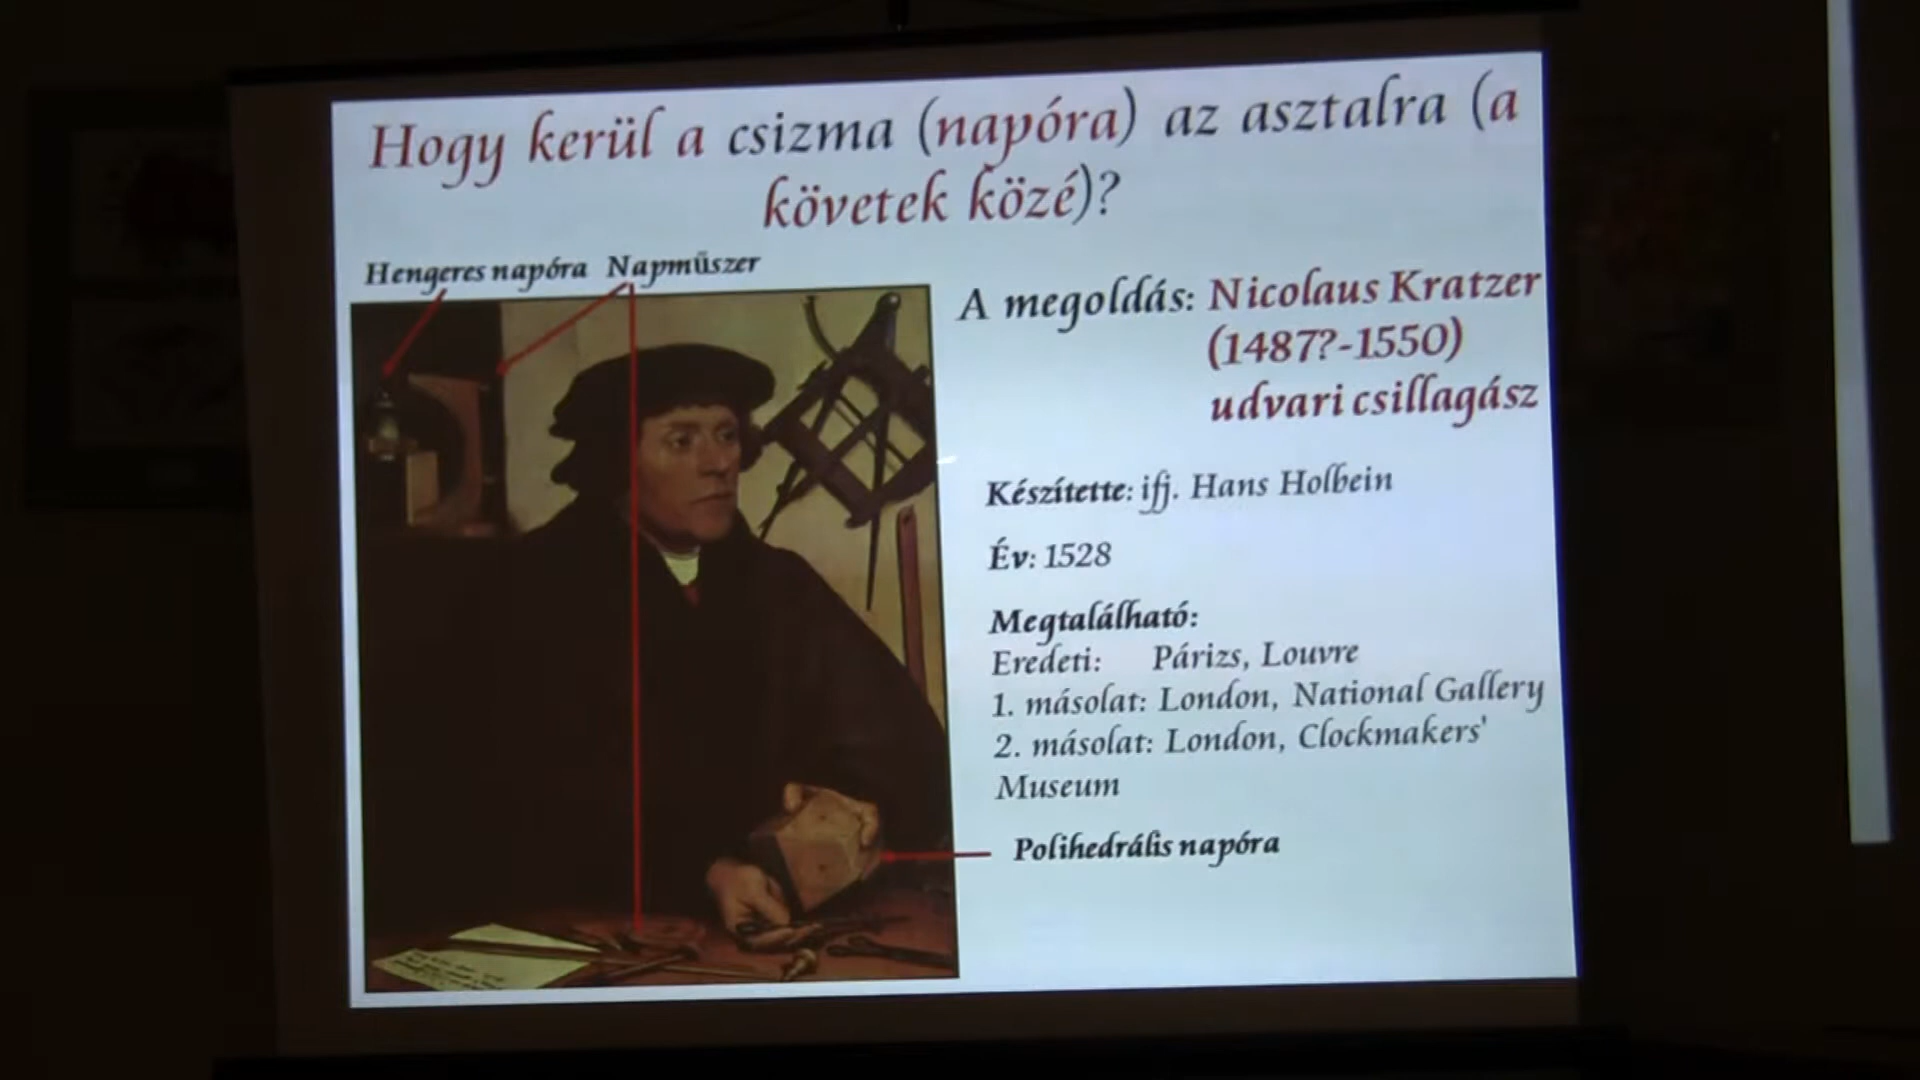 Hogy kerül a csizma (napóra) az asztalra (a
követek közé)?
Hengeres napóra Napműszer
A megoldás: Nicolaus Kratzer
(1487?-1550)
udvari csillagász
Készítette: ifj. Hans Holbein
Év: 1528
Megtalálható:
Eredeti: Párizs, Louvre
1. másolat: London, National Gallery
2. másolat: London, Clockmakers'
Museum
Polihedrális napóra